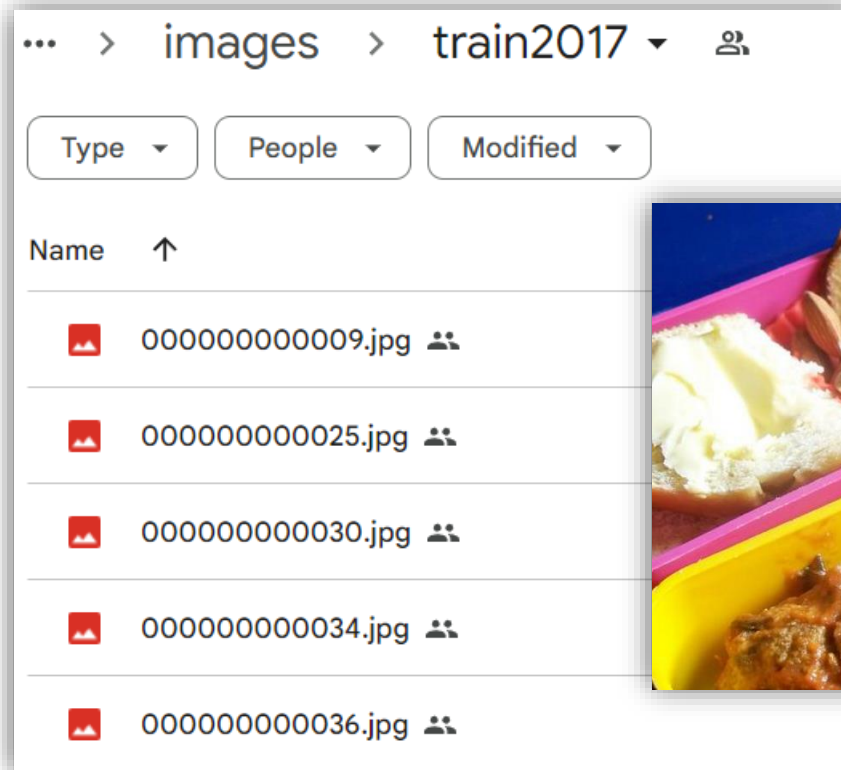 ... > images > train2017
Type People Modified
Name
000000000009.jpg
000000000025.jpg
000000000030.jpg
000000000034.jpg
000000000036.jpg